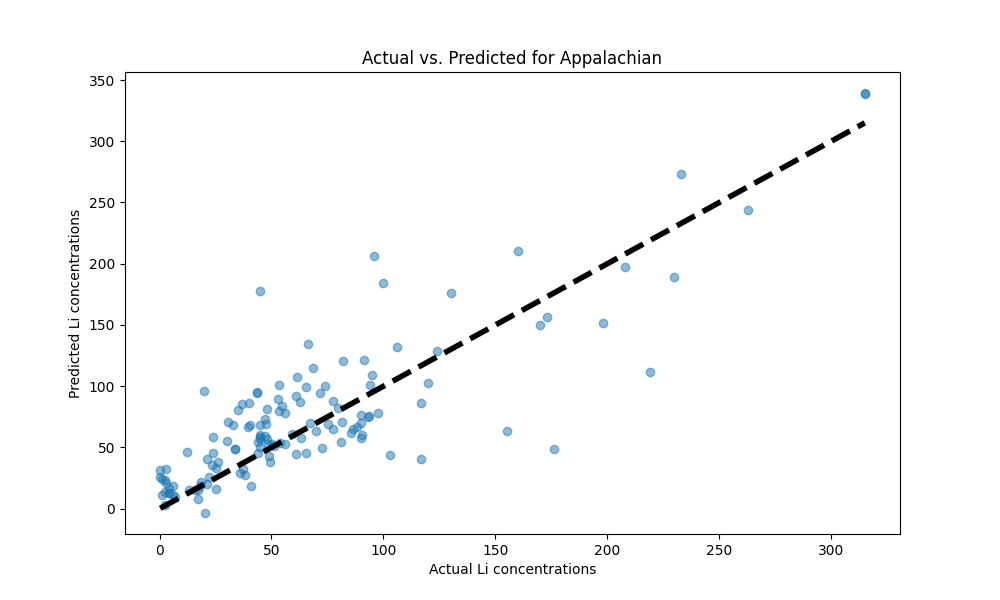 Actual vs. Predicted for Appalachian
Predicted Li concentrations
350
300
250
200
150
100
50
0
0 50 100 150 200 250 300
Actual Li concentrations